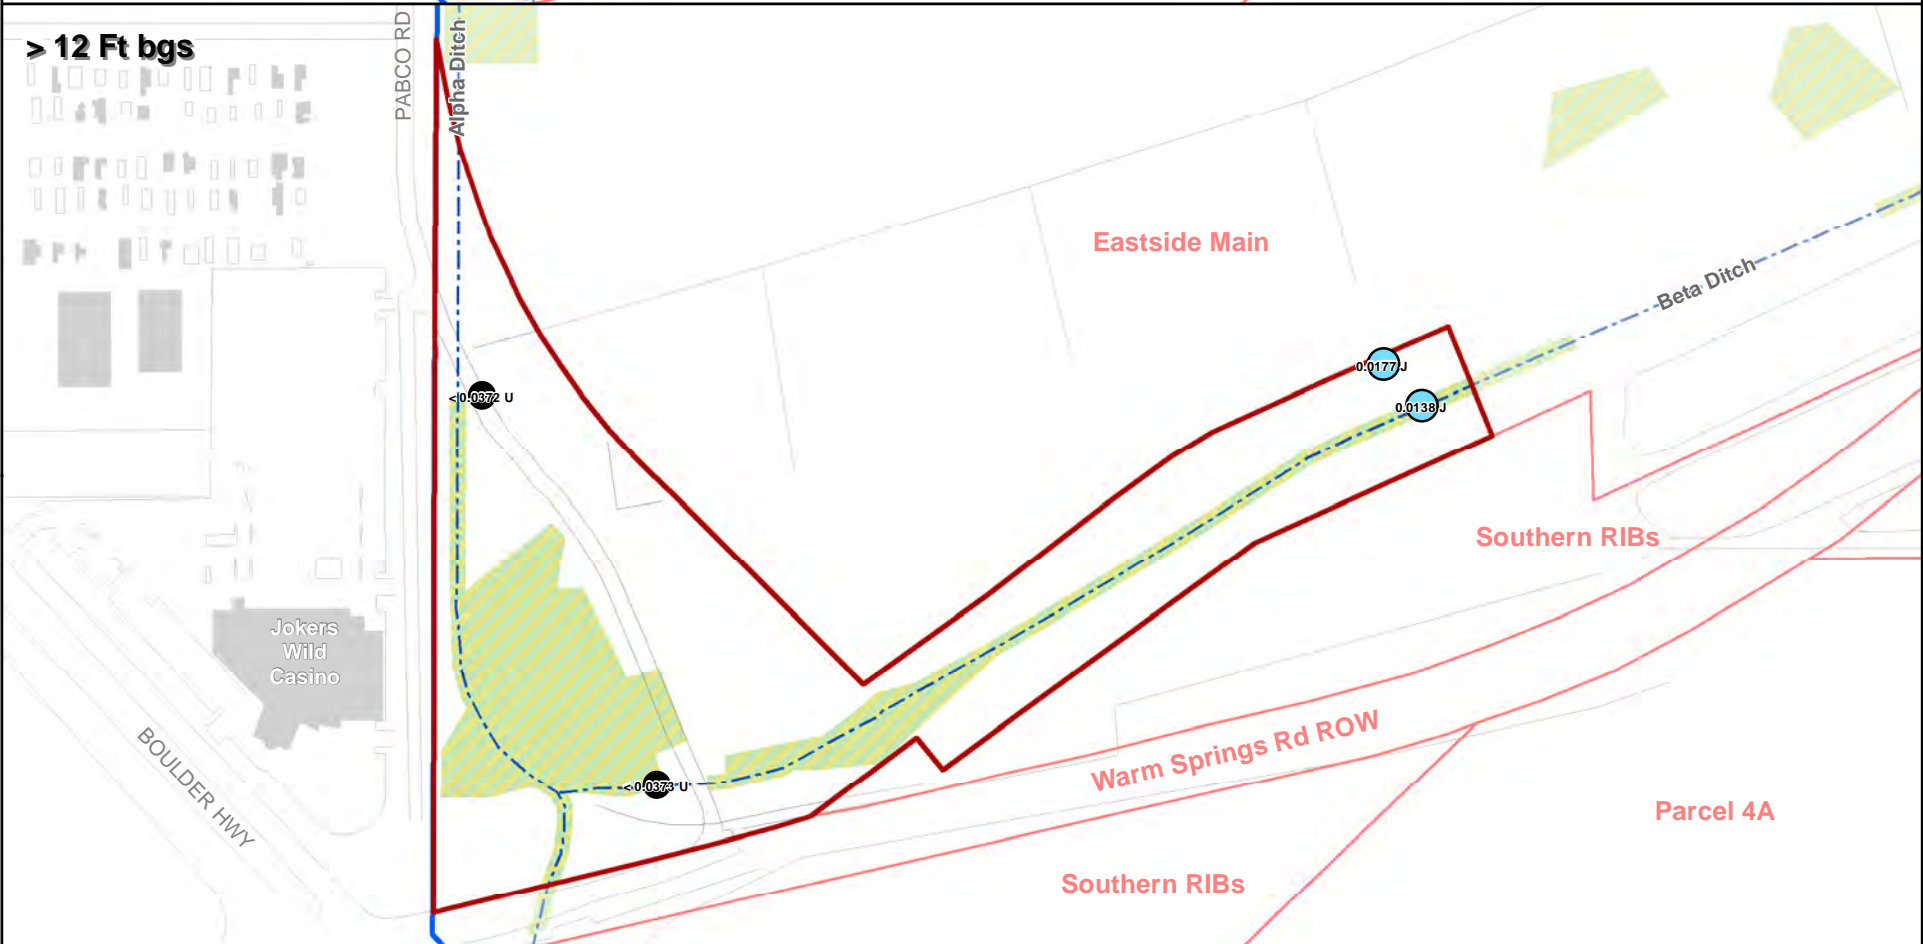 > 12 Ft bgs
PABCO RD
Alpha Ditch
Eastside Main
Beta Ditch
0.0177 J
0.0138 J
< 0.0372 U
Southern RIBs
Jokers
Wild
Casino
BOULDER HWY
Warm Springs Rd ROW
< 0.0373 U
Parcel 4A
Southern RIBs